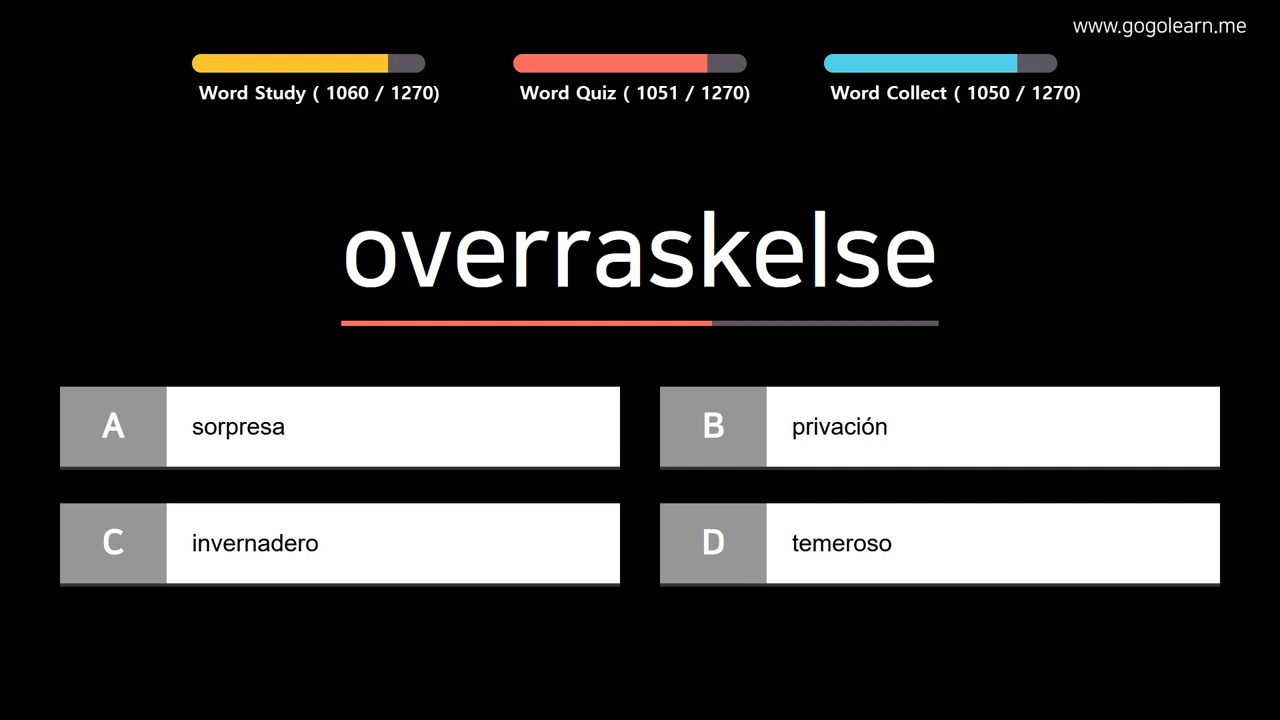 www.gogolearn.me
Word Study ( 1060 / 1270)
Word Quiz ( 1051 / 1270)
Word Collect ( 1050 / 1270)
overraskelse
A sorpresa
B privación
C invernadero
D temeroso